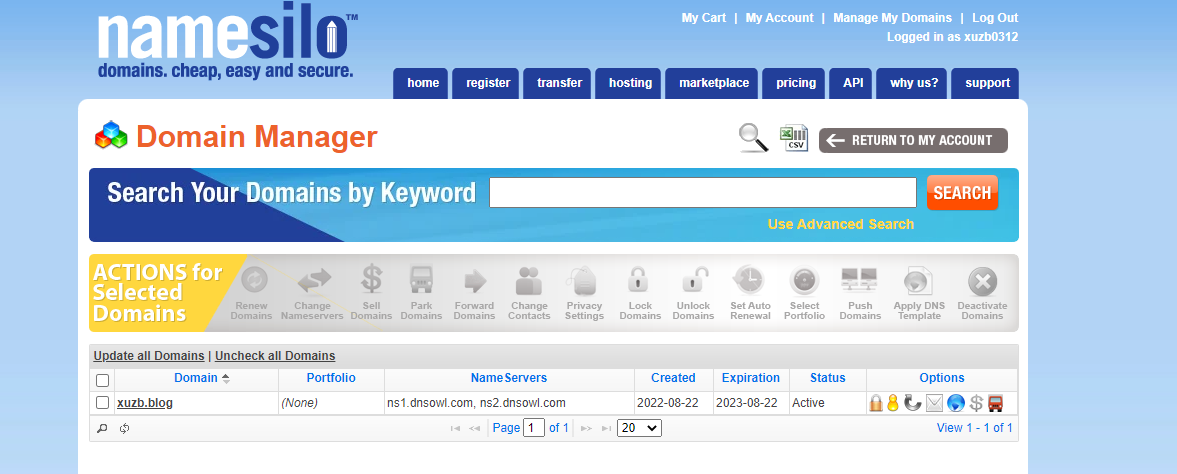 namesilo™
domains. cheap, easy and secure.
My Cart | My Account | Manage My Domains | Log Out
Logged in as xuzb0312
home register transfer hosting marketplace pricing API why us? support
Domain Manager
CSV
RETURN TO MY ACCOUNT
Search Your Domains by Keyword
SEARCH
Use Advanced Search
ACTIONS for
Selected
Domains
Renew
Domains
Change
Nameservers
Sell
Domains
Park
Domains
Forward
Domains
Change
Contacts
Privacy
Settings
Lock
Domains
Unlock
Domains
Set Auto
Renewal
Select
Portfolio
Push
Domains
Apply DNS
Template
Deactivate
Domains
Update all Domains | Uncheck all Domains
Domain Portfolio NameServers Created Expiration Status Options
xuzb.blog (None) ns1.dnsowl.com, ns2.dnsowl.com 2022-08-22 2023-08-22 Active
Page 1 of 1 20 View 1 - 1 of 1